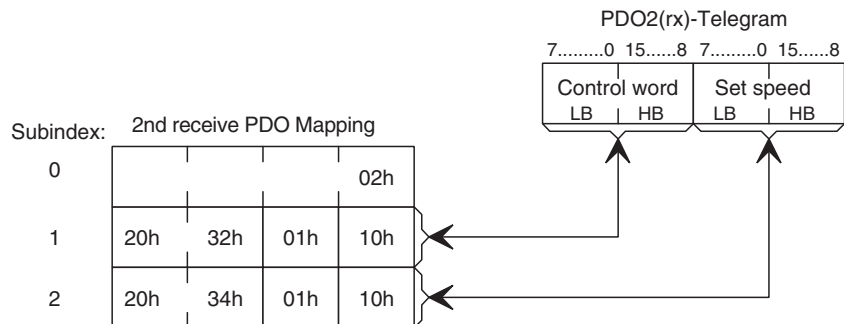 PDO2(rx)-Telegram
7.........0 15......8 7.........0 15......8
Control word Set speed
LB HB LB HB
Subindex: 2nd receive PDO Mapping
0 02h
1 20h 32h 01h 10h
2 20h 34h 01h 10h